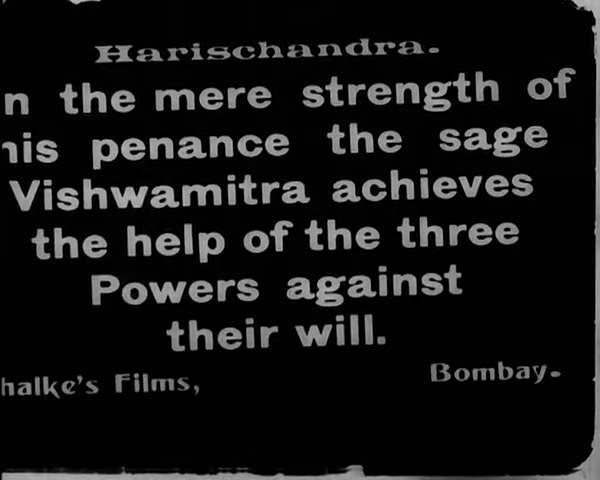 Harischandra.
n the mere strength of
his penance the sage
Vishwamitra achieves
the help of the three
Powers against
their will.
halke's Films,
Bombay.